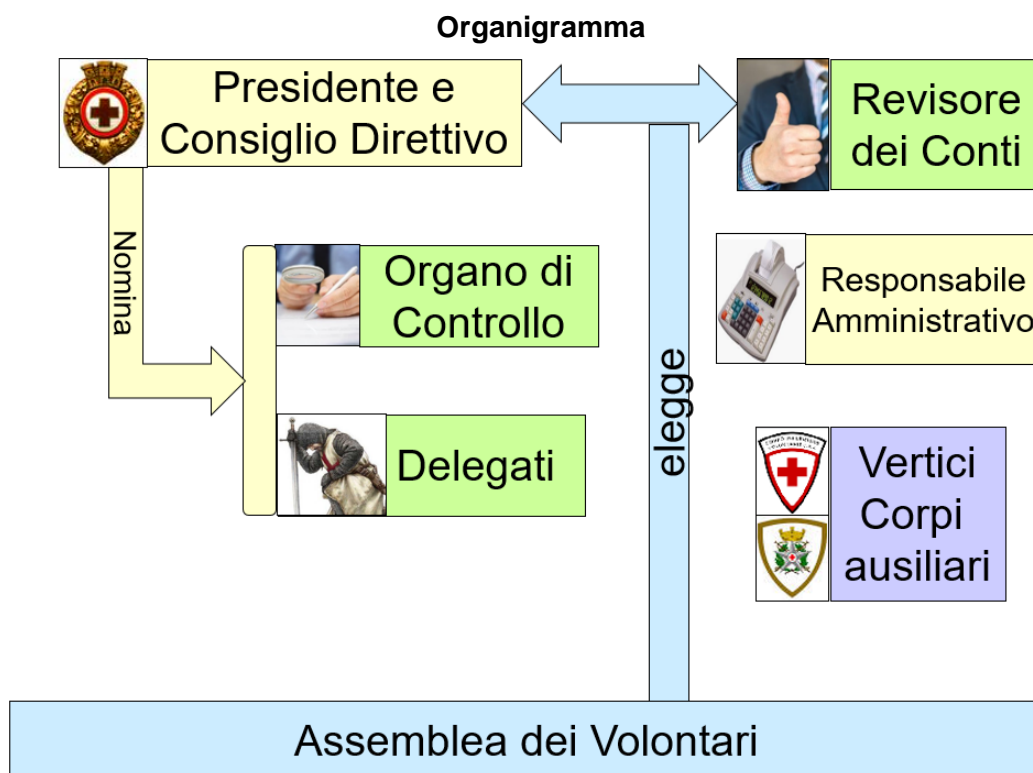 Organigramma
Presidente e
Consiglio Direttivo
Revisore
dei Conti
Nomina
Organo di
Controllo
Responsabile
Amministrativo
elegge
Delegati
Vertici
Corpi
ausiliari
Assemblea dei Volontari